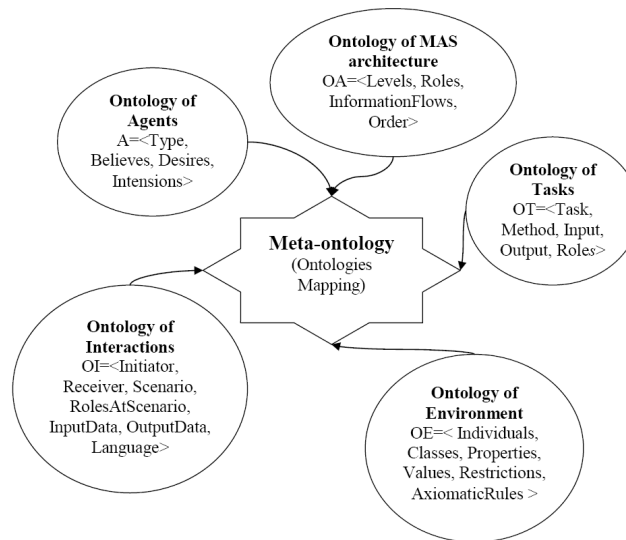 Ontology of MAS
architecture
OA=<Levels, Roles,
InformationFlows,
Order>
Ontology of
Agents
A=<Type,
Believes, Desires,
Intensions>
Ontology of
Tasks
OT=<Task,
Method, Input,
Output, Roles>
Meta-ontology
(Ontologies
Mapping)
Ontology of
Interactions
OI=<Initiator,
Receiver, Scenario,
RolesAtScenario,
InputData, OutputData,
Language>
Ontology of
Environment
OE=< Individuals,
Classes, Properties,
Values, Restrictions,
AxiomaticRules >